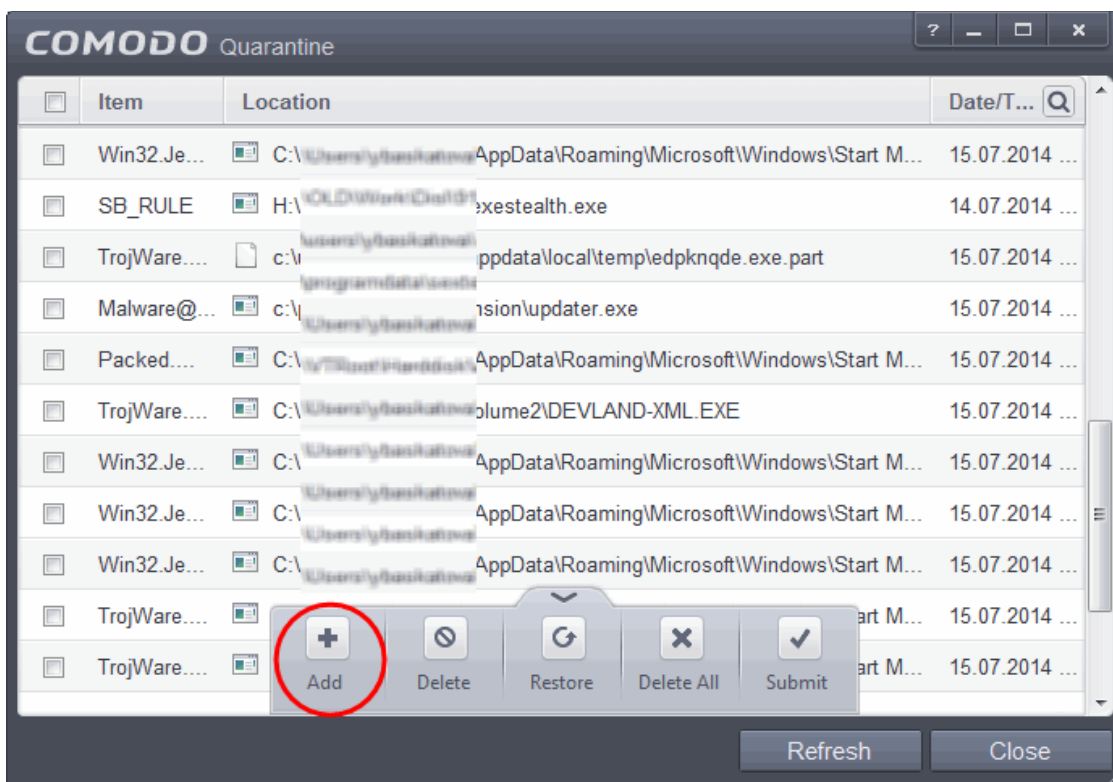 COMODO Quarantine
?
Item Location Date/T...
Win32.Je... C:\ AppData\Roaming\Microsoft\Windows\Start M... 15.07.2014 ...
SB_RULE H:\ exestealth.exe 14.07.2014 ...
TrojWare.... c:\ ppdata\local\temp\edpknqde.exe.part 15.07.2014 ...
Malware@... c:\ nsion\updater.exe 15.07.2014 ...
Packed.... C:\ AppData\Roaming\Microsoft\Windows\Start M... 15.07.2014 ...
TrojWare.... C:\ olume2\DEVLAND-XML.EXE 15.07.2014 ...
Win32.Je... C:\ AppData\Roaming\Microsoft\Windows\Start M... 15.07.2014 ...
Win32.Je... C:\ AppData\Roaming\Microsoft\Windows\Start M... 15.07.2014 ...
Win32.Je... C:\ AppData\Roaming\Microsoft\Windows\Start M... 15.07.2014 ...
TrojWare.... art M... 15.07.2014 ...
TrojWare.... art M... 15.07.2014 ...
Add Delete Restore Delete All Submit
Refresh Close